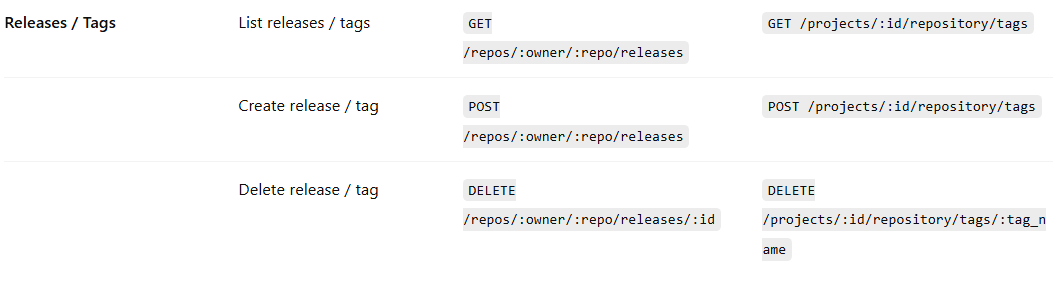 Releases / Tags List releases / tags GET GET /projects/:id/repository/tags
/repos/:owner/:repo/releases
Create release / tag POST POST /projects/:id/repository/tags
/repos/:owner/:repo/releases
Delete release / tag DELETE DELETE
/repos/:owner/:repo/releases/:id /projects/:id/repository/tags/:tag_n
ame